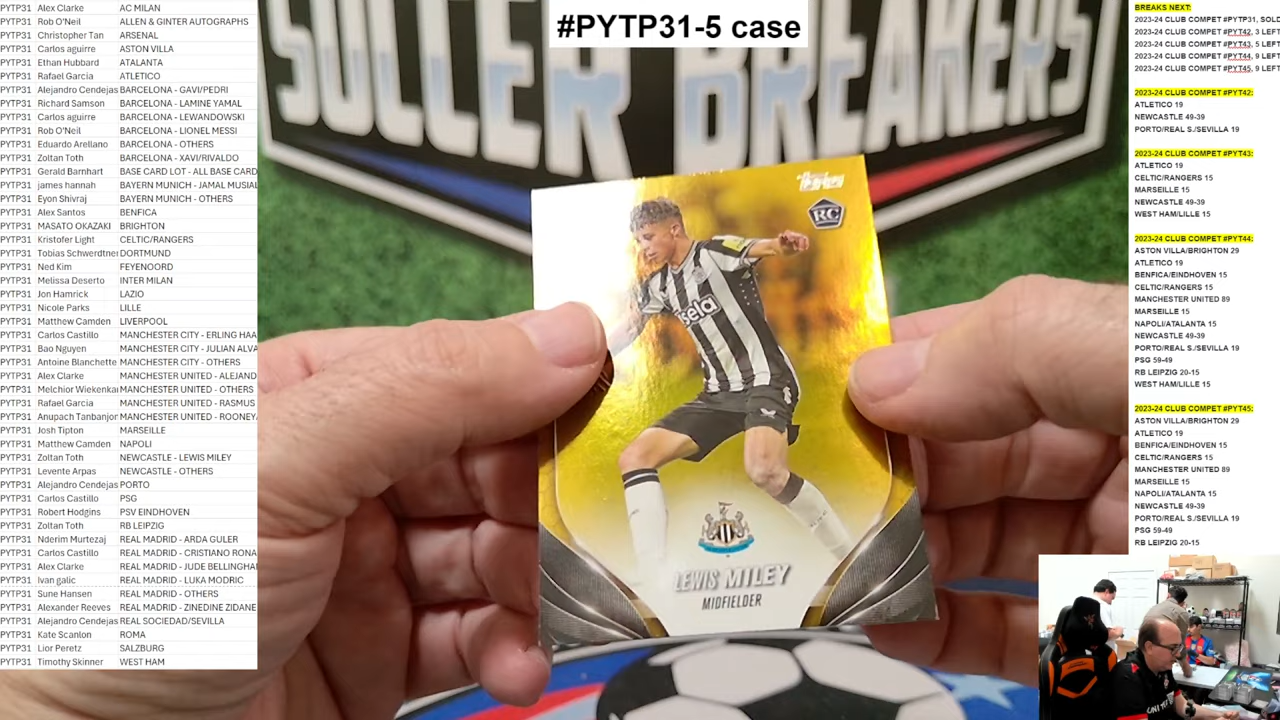 #PYTP31-5 case
PYTP31 Alex Clarke AC MILAN
PYTP31 Rob O'Neil ALLEN & GINTER AUTOGRAPHS
PYTP31 Christopher Tan ARSENAL
PYTP31 Carlos aguirre ASTON VILLA
PYTP31 Ethan Hubbard ATALANTA
PYTP31 Rafael Garcia ATLETICO
PYTP31 Alejandro Cendejas BARCELONA - GAVI/PEDRI
PYTP31 Richard Samson BARCELONA - LAMINE YAMAL
PYTP31 Carlos aguirre BARCELONA - LEWANDOWSKI
PYTP31 Rob O'Neil BARCELONA - LIONEL MESSI
PYTP31 Eduardo Arellano BARCELONA - OTHERS
PYTP31 Zoltan Toth BARCELONA - XAVI/RIVALDO
PYTP31 Gerald Barnhart BASE CARD LOT - ALL BASE CARD
PYTP31 james hannah BAYERN MUNICH - JAMAL MUSIAL
PYTP31 Eyon Shivraj BAYERN MUNICH - OTHERS
PYTP31 Alex Santos BENFICA
PYTP31 MASATO OKAZAKI BRIGHTON
PYTP31 Kristofer Light CELTIC/RANGERS
PYTP31 Tobias Schwerdtner DORTMUND
PYTP31 Ned Kim FEYENOORD
PYTP31 Melissa Deserto INTER MILAN
PYTP31 Jon Hamrick LAZIO
PYTP31 Nicole Parks LILLE
PYTP31 Matthew Camden LIVERPOOL
PYTP31 Carlos Castillo MANCHESTER CITY - ERLING HAA
PYTP31 Bao Nguyen MANCHESTER CITY - JULIAN ALVA
PYTP31 Antoine Blanchette MANCHESTER CITY - OTHERS
PYTP31 Alex Clarke MANCHESTER UNITED - ALEJAND
PYTP31 Melchior Wiekenkai MANCHESTER UNITED - OTHERS
PYTP31 Rafael Garcia MANCHESTER UNITED - RASMUS
PYTP31 Anupach Tanbanjor MANCHESTER UNITED - ROONEY
PYTP31 Josh Tipton MARSEILLE
PYTP31 Matthew Camden NAPOLI
PYTP31 Zoltan Toth NEWCASTLE - LEWIS MILEY
PYTP31 Levente Arpas NEWCASTLE - OTHERS
PYTP31 Alejandro Cendejas PORTO
PYTP31 Carlos Castillo PSG
PYTP31 Robert Hodgins PSV EINDHOVEN
PYTP31 Zoltan Toth RB LEIPZIG
PYTP31 Nderim Murtezaj REAL MADRID - ARDA GULER
PYTP31 Carlos Castillo REAL MADRID - CRISTIANO RONA
PYTP31 Alex Clarke REAL MADRID - JUDE BELLINGHA
PYTP31 Ivan galic REAL MADRID - LUKA MODRIC
PYTP31 Sune Hansen REAL MADRID - OTHERS
PYTP31 Alexander Reeves REAL MADRID - ZINEDINE ZIDANE
PYTP31 Alejandro Cendejas REAL SOCIEDAD/SEVILLA
PYTP31 Kate Scanlon ROMA
PYTP31 Lior Peretz SALZBURG
PYTP31 Timothy Skinner WEST HAM
SOCCER BREAKERS
Topps
RC
sela
LEWIS MILEY
MIDFIELDER
BREAKS NEXT:
2023-24 CLUB COMPET #PYTP31, SOLD
2023-24 CLUB COMPET #PYT42, 3 LEFT
2023-24 CLUB COMPET #PYT43, 5 LEFT
2023-24 CLUB COMPET #PYT44, 9 LEFT
2023-24 CLUB COMPET #PYT45, 9 LEFT
2023-24 CLUB COMPET #PYT42:
ATLETICO 19
NEWCASTLE 49-39
PORTO/REAL S./SEVILLA 19
2023-24 CLUB COMPET #PYT43:
ATLETICO 19
CELTIC/RANGERS 15
MARSEILLE 15
NEWCASTLE 49-39
WEST HAM/LILLE 15
2023-24 CLUB COMPET #PYT44:
ASTON VILLA/BRIGHTON 29
ATLETICO 19
BENFICA/EINDHOVEN 15
CELTIC/RANGERS 15
MANCHESTER UNITED 89
MARSEILLE 15
NAPOLI/ATALANTA 15
NEWCASTLE 49-39
PORTO/REAL S./SEVILLA 19
PSG 59-49
RB LEIPZIG 20-15
WEST HAM/LILLE 15
2023-24 CLUB COMPET #PYT45:
ASTON VILLA/BRIGHTON 29
ATLETICO 19
BENFICA/EINDHOVEN 15
CELTIC/RANGERS 15
MANCHESTER UNITED 89
MARSEILLE 15
NAPOLI/ATALANTA 15
NEWCASTLE 49-39
PORTO/REAL S./SEVILLA 19
PSG 59-49
RB LEIPZIG 20-15